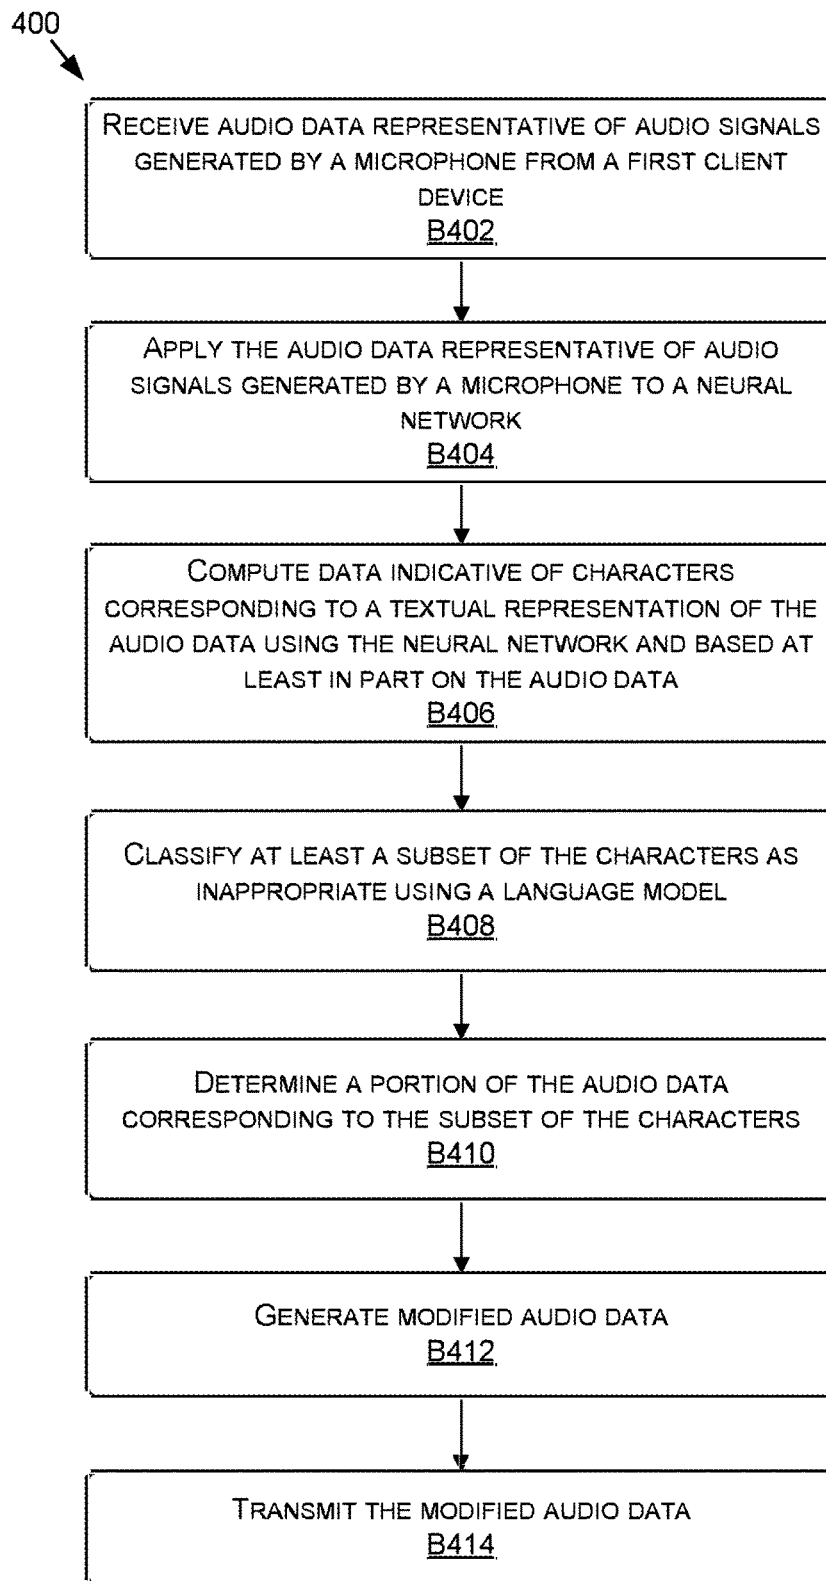 400
RECEIVE AUDIO DATA REPRESENTATIVE OF AUDIO SIGNALS
GENERATED BY A MICROPHONE FROM A FIRST CLIENT
DEVICE
B402
APPLY THE AUDIO DATA REPRESENTATIVE OF AUDIO
SIGNALS GENERATED BY A MICROPHONE TO A NEURAL
NETWORK
B404
COMPUTE DATA INDICATIVE OF CHARACTERS
CORRESPONDING TO A TEXTUAL REPRESENTATION OF THE
AUDIO DATA USING THE NEURAL NETWORK AND BASED AT
LEAST IN PART ON THE AUDIO DATA
B406
CLASSIFY AT LEAST A SUBSET OF THE CHARACTERS AS
INAPPROPRIATE USING A LANGUAGE MODEL
B408
DETERMINE A PORTION OF THE AUDIO DATA
CORRESPONDING TO THE SUBSET OF THE CHARACTERS
B410
GENERATE MODIFIED AUDIO DATA
B412
TRANSMIT THE MODIFIED AUDIO DATA
B414